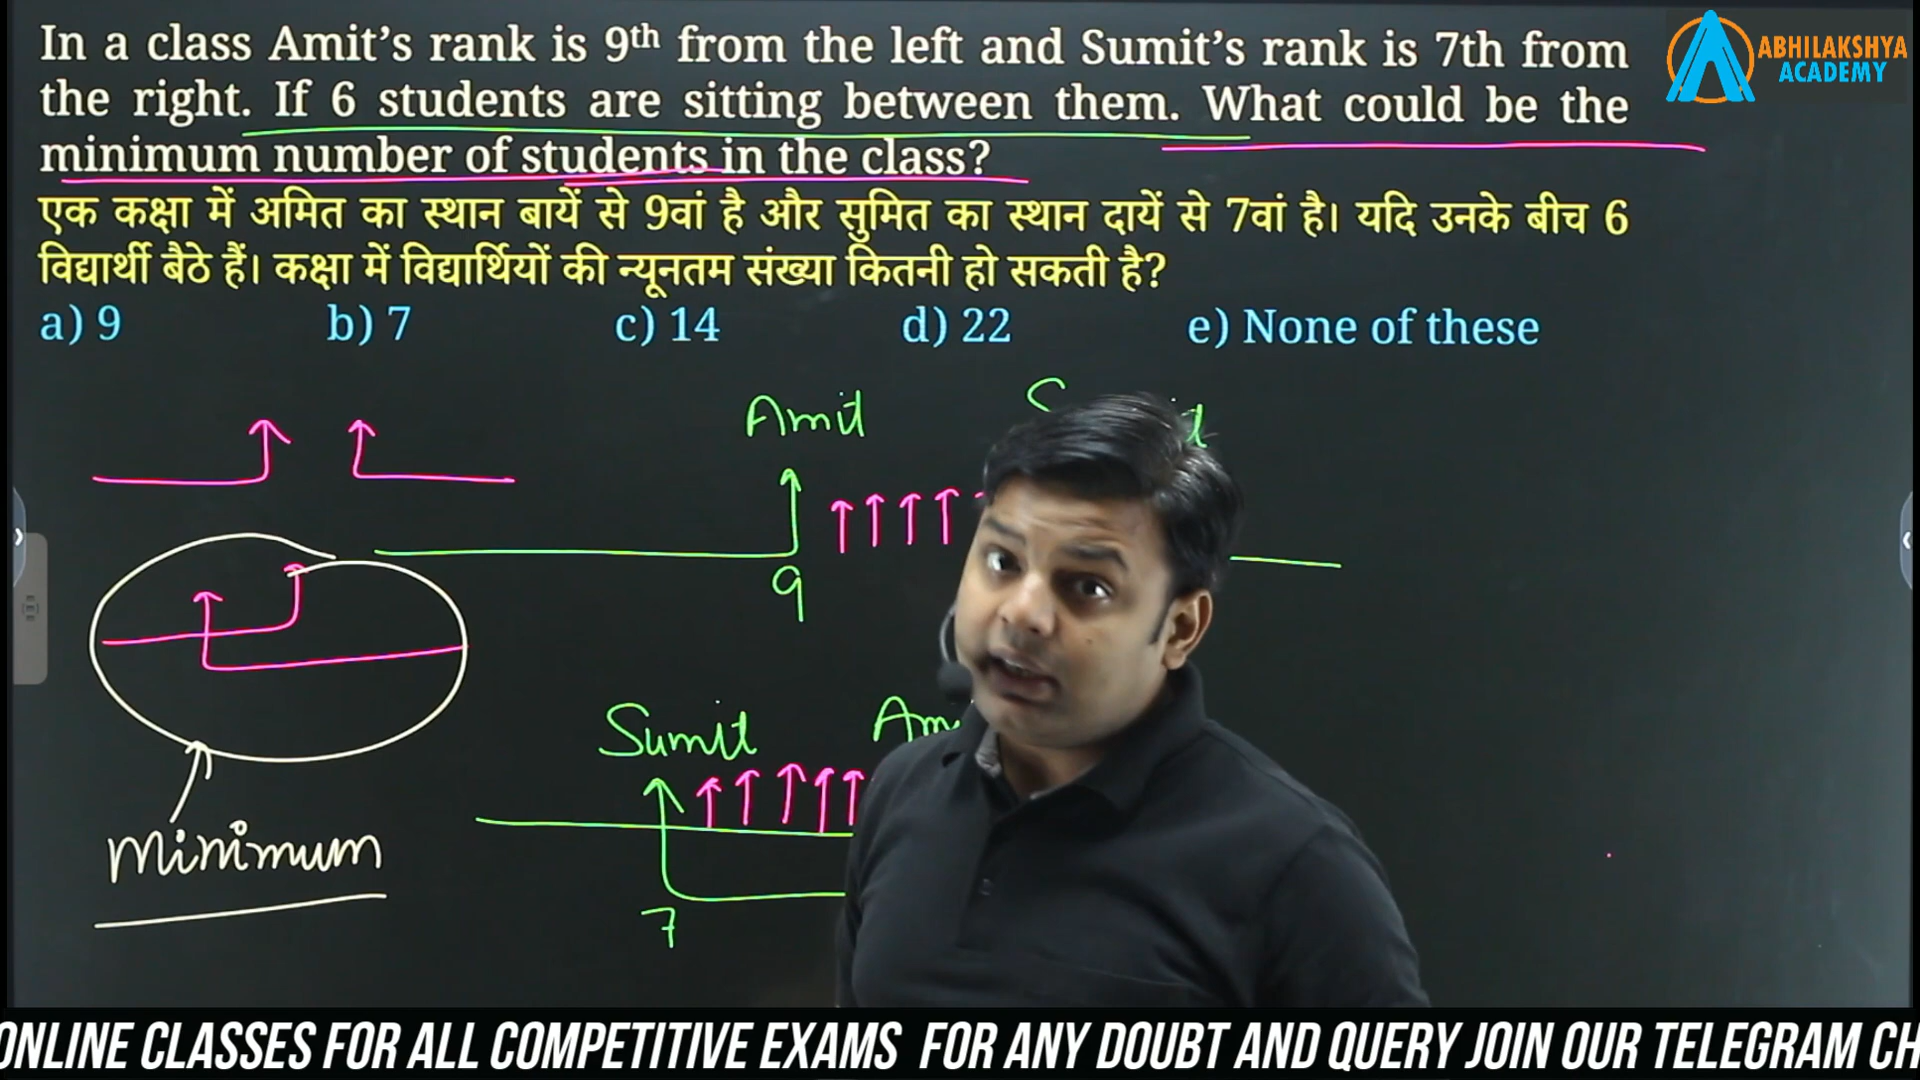 In a class Amit's rank is 9th from the left and Sumit's rank is 7th from
the right. If 6 students are sitting between them. What could be the
minimum number of students in the class?
एक कक्षा में अमित का स्थान बायें से 9वां है और सुमित का स्थान दायें से 7वां है। यदि उनके बीच 6
विद्यार्थी बैठे हैं। कक्षा में विद्यार्थियों की न्यूनतम संख्या कितनी हो सकती है?
a) 9 b) 7 c) 14 d) 22 e) None of these
ABHILAKSHYA
ACADEMY
Amit
9
Sumit
7
minimum
ONLINE CLASSES FOR ALL COMPETITIVE EXAMS FOR ANY DOUBT AND QUERY JOIN OUR TELEGRAM CH